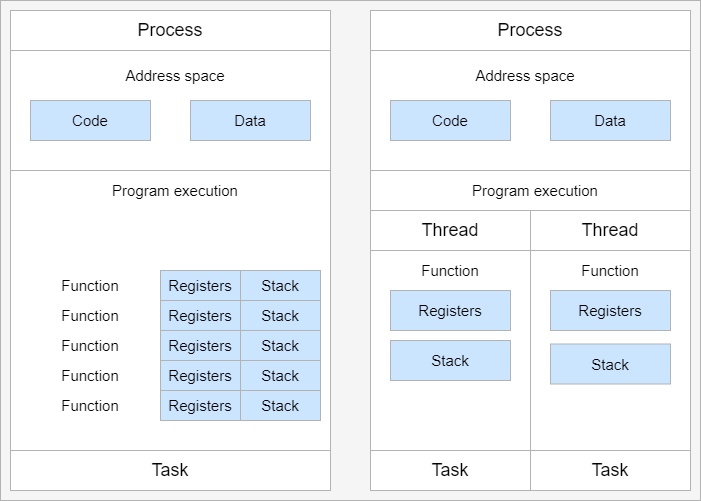 Process
Address space
Code Data
Program execution
Function Registers Stack
Function Registers Stack
Function Registers Stack
Function Registers Stack
Function Registers Stack
Task
Process
Address space
Code Data
Program execution
Thread Thread
Function Function
Registers Registers
Stack Stack
Task Task